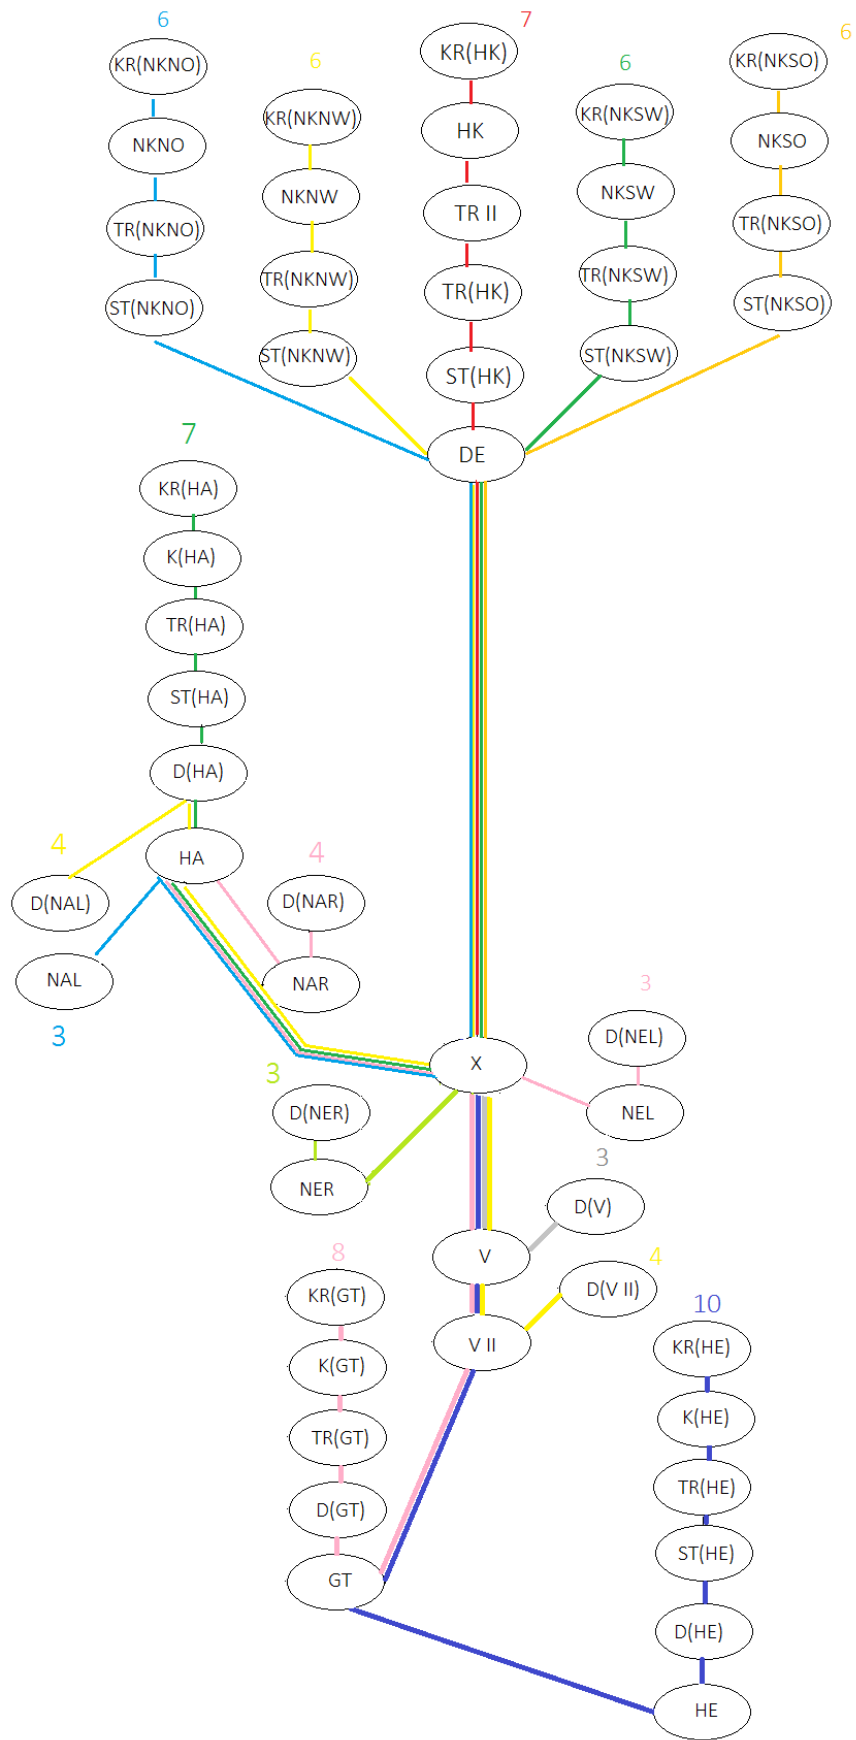 6
KR(NKNO)
NKNO
TR(NKNO)
ST(NKNO)
6
KR(NKNW)
NKNW
TR(NKNW)
ST(NKNW)
7
KR(HK)
HK
TR II
TR(HK)
ST(HK)
6
KR(NKSW)
NKSW
TR(NKSW)
ST(NKSW)
6
KR(NKSO)
NKSO
TR(NKSO)
ST(NKSO)
DE
7
KR(HA)
K(HA)
TR(HA)
ST(HA)
D(HA)
HA
4
D(NAL)
NAL
3
4
D(NAR)
NAR
X
3
D(NEL)
NEL
3
D(NER)
NER
3
D(V)
V
4
D(V II)
V II
8
KR(GT)
K(GT)
TR(GT)
D(GT)
GT
10
KR(HE)
K(HE)
TR(HE)
ST(HE)
D(HE)
HE